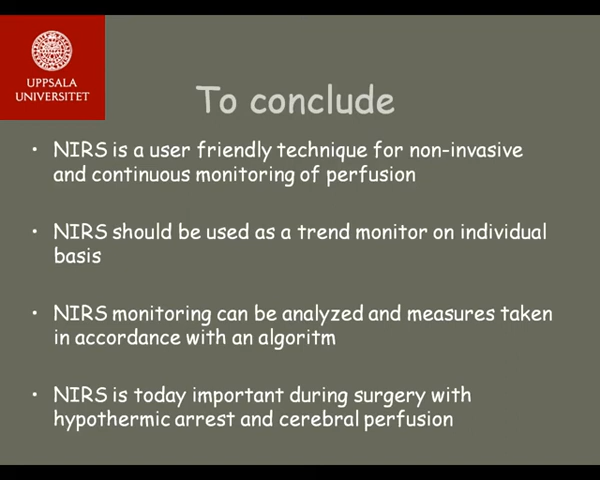 UPPSALA
UNIVERSITET
To conclude
• NIRS is a user friendly technique for non-invasive
and continuous monitoring of perfusion
• NIRS should be used as a trend monitor on individual
basis
• NIRS monitoring can be analyzed and measures taken
in accordance with an algoritm
• NIRS is today important during surgery with
hypothermic arrest and cerebral perfusion